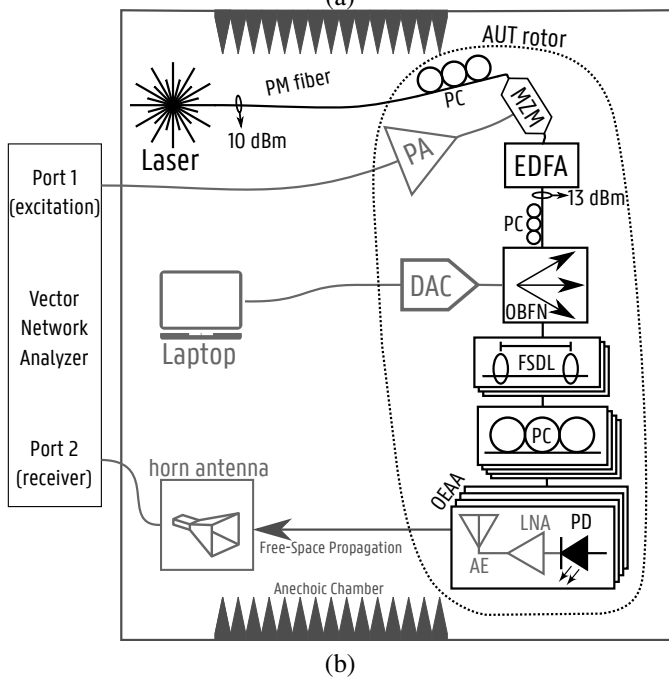 (a)
AUT rotor
PM fiber
PC
MZM
10 dBm
Laser
PA
EDFA
Port 1
(excitation)
13 dBm
PC
Vector
Network
Analyzer
DAC
OBFN
Laptop
FSDL
PC
Port 2
(receiver)
horn antenna
OEAA
LNA
PD
Free-Space Propagation
AE
Anechoic Chamber
(b)